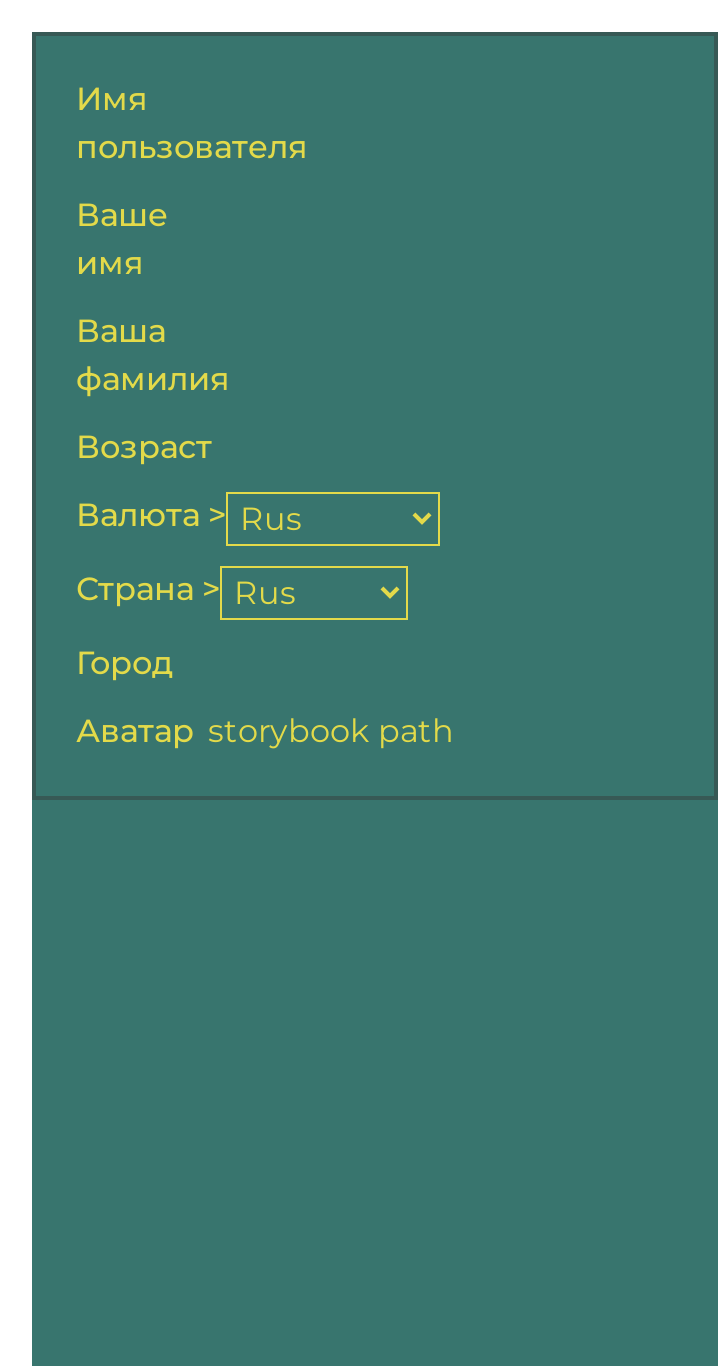 Имя
пользователя
Ваше
имя
Ваша
фамилия
Возраст
Валюта > Rus
Страна > Rus
Город
Аватар storybook path